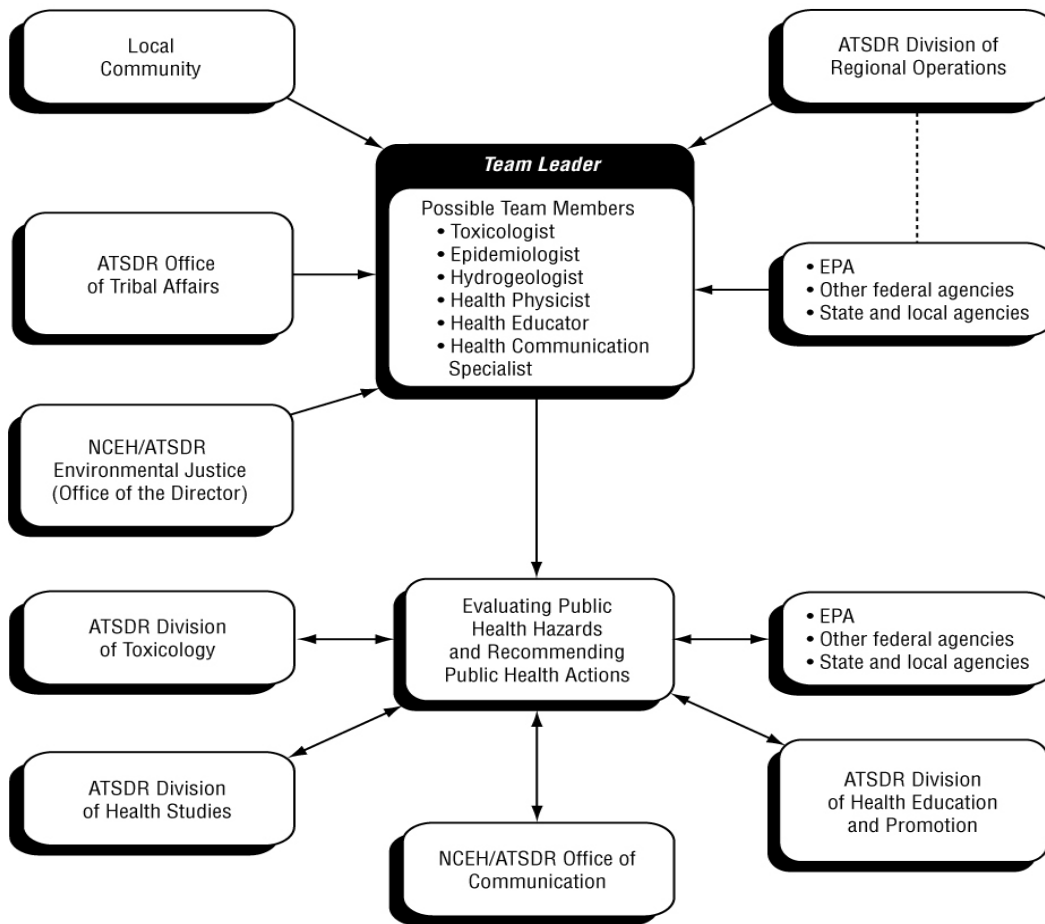 Local
Community
ATSDR Division of
Regional Operations
Team Leader
Possible Team Members
• Toxicologist
• Epidemiologist
• Hydrogeologist
• Health Physicist
• Health Educator
• Health Communication
Specialist
ATSDR Office
of Tribal Affairs
• EPA
• Other federal agencies
• State and local agencies
NCEH/ATSDR
Environmental Justice
(Office of the Director)
Evaluating Public
Health Hazards
and Recommending
Public Health Actions
ATSDR Division
of Toxicology
• EPA
• Other federal agencies
• State and local agencies
ATSDR Division
of Health Studies
NCEH/ATSDR Office of
Communication
ATSDR Division
of Health Education
and Promotion